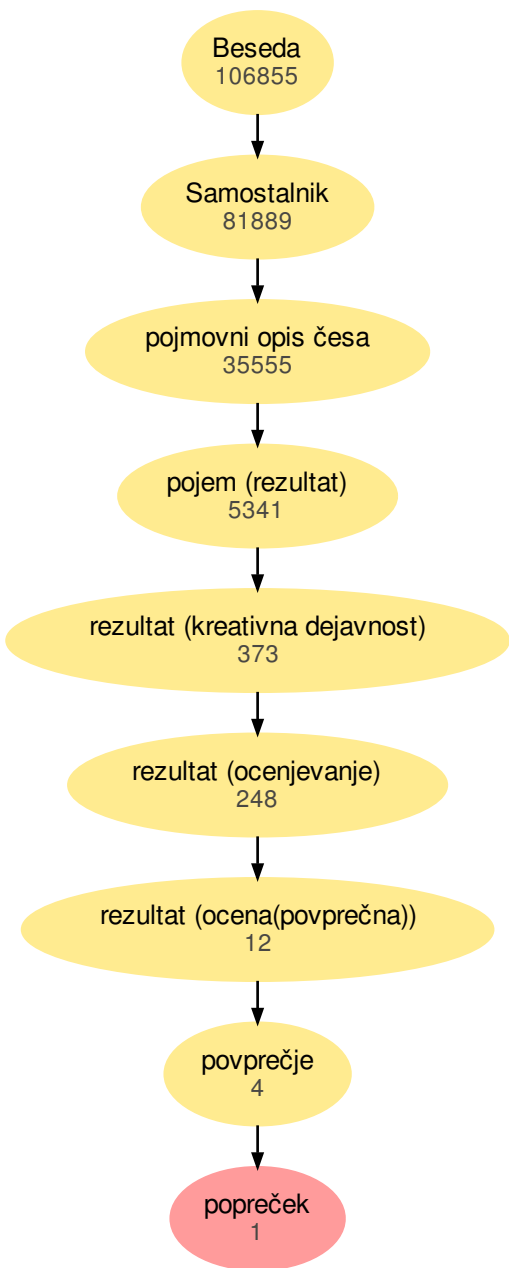 Beseda
106855
Samostalnik
81889
pojmovni opis česa
35555
pojem (rezultat)
5341
rezultat (kreativna dejavnost)
373
rezultat (ocenjevanje)
248
rezultat (ocena(povprečna))
12
povprečje
4
popreček
1